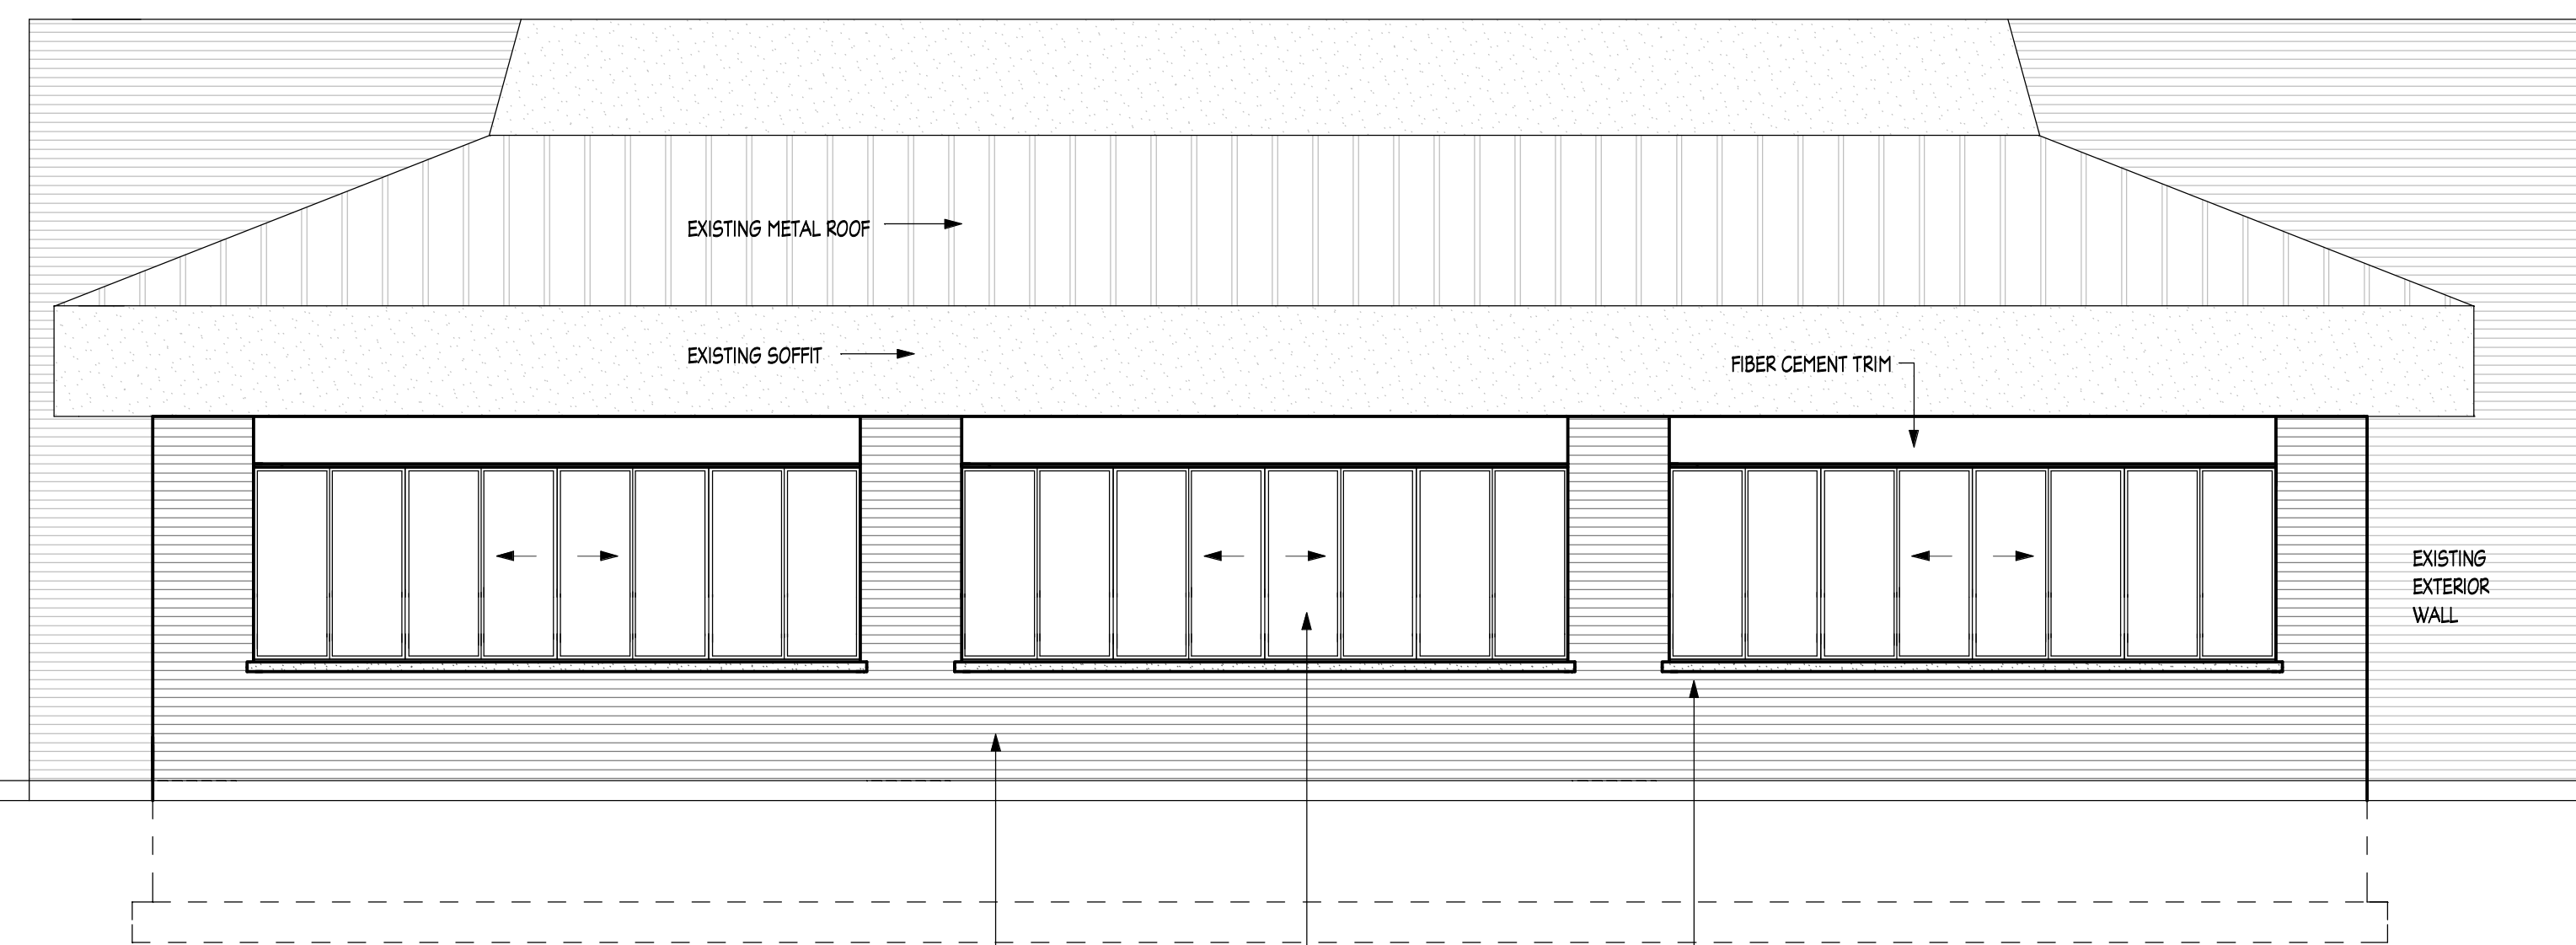 EXISTING METAL ROOF
EXISTING SOFFIT
FIBER CEMENT TRIM
EXISTING
EXTERIOR
WALL